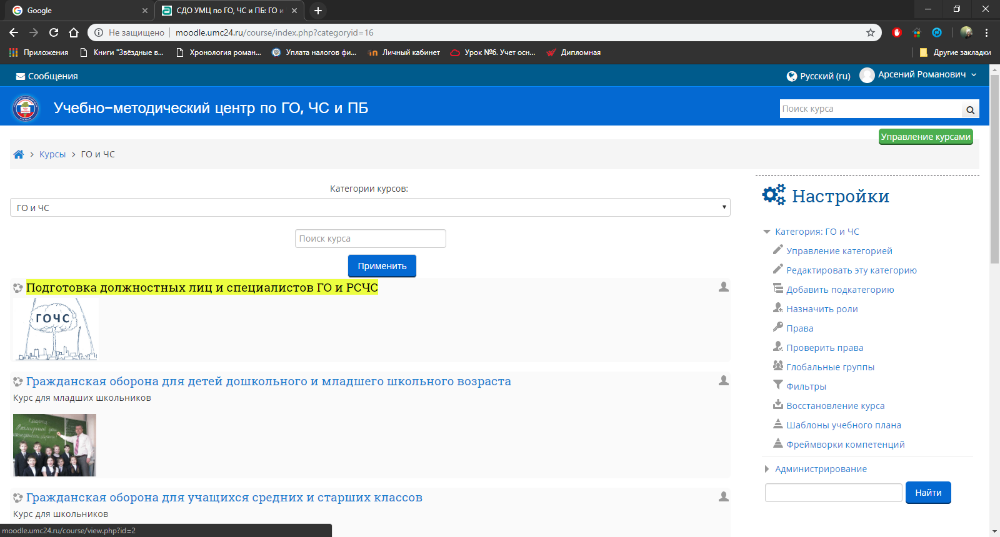 Google
СДО УМЦ по ГО, ЧС и ПБ: ГО и
Не защищено
moodle.umc24.ru/course/index.php?categoryid=16
Приложения
Книги "Звёздные в...
Хронология роман...
Уплата налогов фи...
Личный кабинет
Урок №6. Учет осн...
Дипломная
Другие закладки
Сообщения
Русский (ru)
Арсений Романович
Учебно-методический центр по ГО, ЧС и ПБ
Поиск курса
Управление курсами
Курсы
ГО и ЧС
Категории курсов:
ГО и ЧС
Поиск курса
Применить
Подготовка должностных лиц и специалистов ГО и РСЧС
ГОЧС
Гражданская оборона для детей дошкольного и младшего школьного возраста
Курс для младших школьников
Гражданская оборона для учащихся средних и старших классов
Курс для школьников
Настройки
Категория: ГО и ЧС
Управление категорией
Редактировать эту категорию
Добавить подкатегорию
Назначить роли
Права
Проверить права
Глобальные группы
Фильтры
Восстановление курса
Шаблоны учебного плана
Фреймворки компетенций
Администрирование
Найти
moodle.umc24.ru/course/view.php?id=2